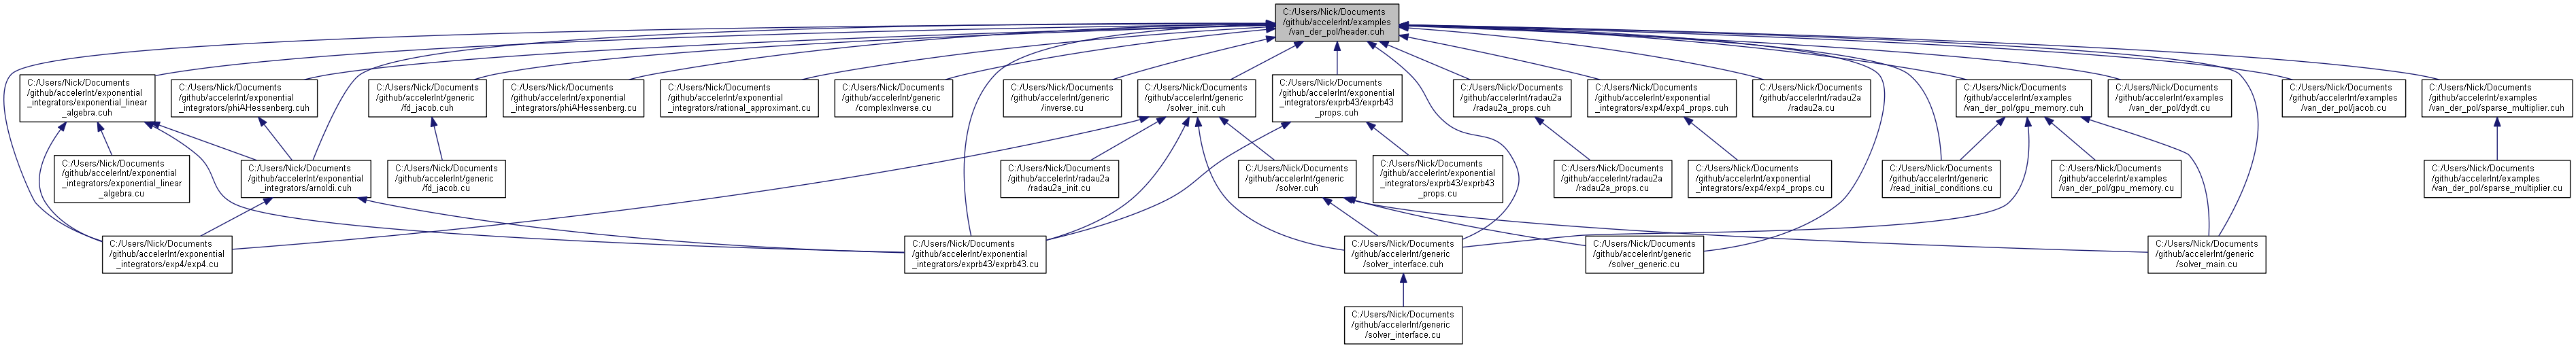 C:/Users/Nick/Documents
/github/accelerInt/examples
/van_der_pol/header.cuh
C:/Users/Nick/Documents
/github/accelerInt/exponential
_integrators/exponential_linear
_algebra.cuh
C:/Users/Nick/Documents
/github/accelerInt/exponential
_integrators/phiAHessenberg.cuh
C:/Users/Nick/Documents
/github/accelerInt/generic
/fd_jacob.cuh
C:/Users/Nick/Documents
/github/accelerInt/exponential
_integrators/phiAHessenberg.cu
C:/Users/Nick/Documents
/github/accelerInt/exponential
_integrators/rational_approximant.cu
C:/Users/Nick/Documents
/github/accelerInt/generic
/complexInverse.cu
C:/Users/Nick/Documents
/github/accelerInt/generic
/inverse.cu
C:/Users/Nick/Documents
/github/accelerInt/generic
/solver_init.cuh
C:/Users/Nick/Documents
/github/accelerInt/exponential
_integrators/exprb43/exprb43
_props.cuh
C:/Users/Nick/Documents
/github/accelerInt/radau2a
/radau2a_props.cuh
C:/Users/Nick/Documents
/github/accelerInt/exponential
_integrators/exp4/exp4_props.cuh
C:/Users/Nick/Documents
/github/accelerInt/radau2a
/radau2a.cu
C:/Users/Nick/Documents
/github/accelerInt/examples
/van_der_pol/gpu_memory.cuh
C:/Users/Nick/Documents
/github/accelerInt/examples
/van_der_pol/dydt.cu
C:/Users/Nick/Documents
/github/accelerInt/examples
/van_der_pol/jacob.cu
C:/Users/Nick/Documents
/github/accelerInt/examples
/van_der_pol/sparse_multiplier.cuh
C:/Users/Nick/Documents
/github/accelerInt/exponential
_integrators/exponential_linear
_algebra.cu
C:/Users/Nick/Documents
/github/accelerInt/exponential
_integrators/arnoldi.cuh
C:/Users/Nick/Documents
/github/accelerInt/generic
/fd_jacob.cu
C:/Users/Nick/Documents
/github/accelerInt/radau2a
/radau2a_init.cu
C:/Users/Nick/Documents
/github/accelerInt/generic
/solver.cuh
C:/Users/Nick/Documents
/github/accelerInt/exponential
_integrators/exprb43/exprb43
_props.cu
C:/Users/Nick/Documents
/github/accelerInt/radau2a
/radau2a_props.cu
C:/Users/Nick/Documents
/github/accelerInt/exponential
_integrators/exp4/exp4_props.cu
C:/Users/Nick/Documents
/github/accelerInt/generic
/read_initial_conditions.cu
C:/Users/Nick/Documents
/github/accelerInt/examples
/van_der_pol/gpu_memory.cu
C:/Users/Nick/Documents
/github/accelerInt/examples
/van_der_pol/sparse_multiplier.cu
C:/Users/Nick/Documents
/github/accelerInt/exponential
_integrators/exp4/exp4.cu
C:/Users/Nick/Documents
/github/accelerInt/exponential
_integrators/exprb43/exprb43.cu
C:/Users/Nick/Documents
/github/accelerInt/generic
/solver_interface.cuh
C:/Users/Nick/Documents
/github/accelerInt/generic
/solver_generic.cu
C:/Users/Nick/Documents
/github/accelerInt/generic
/solver_main.cu
C:/Users/Nick/Documents
/github/accelerInt/generic
/solver_interface.cu